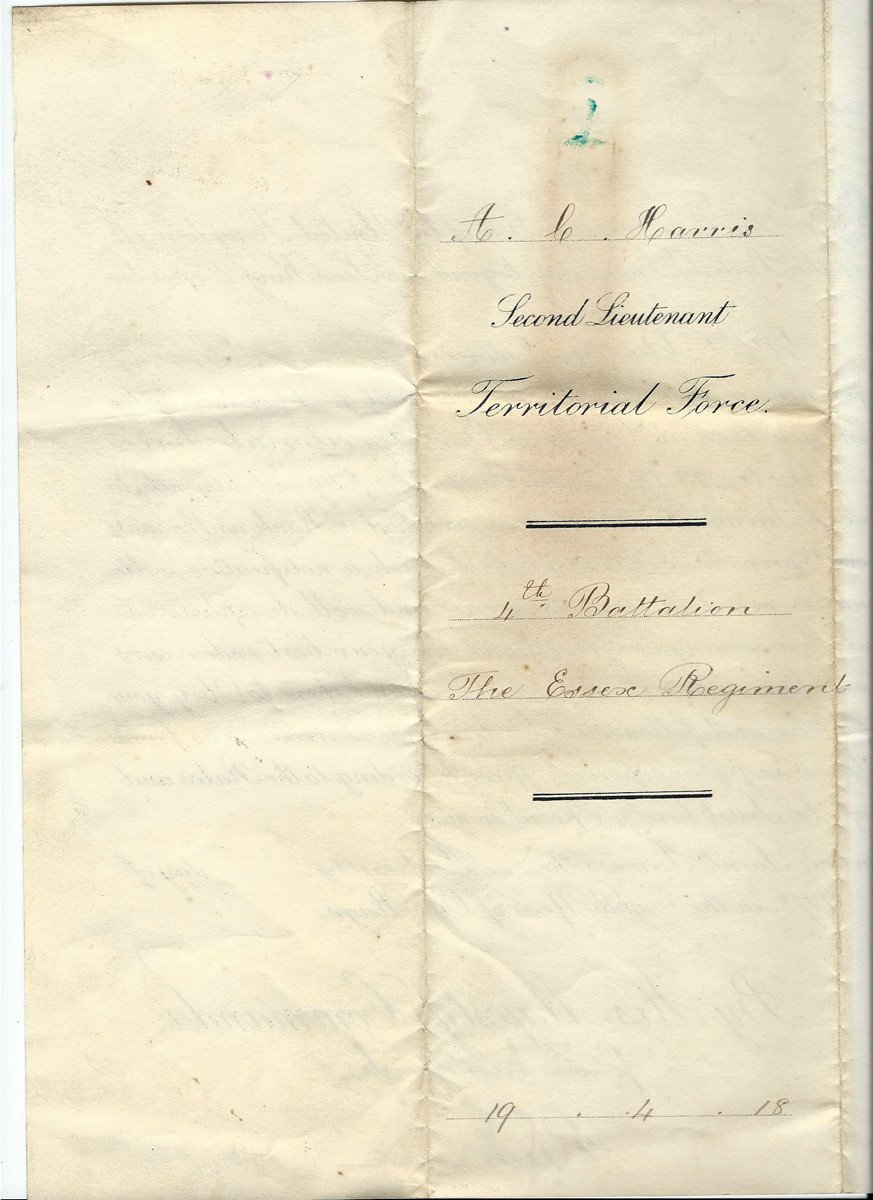 2
A. C. Harris
Second Lieutenant
Territorial Force.
4th Battalion
The Essex Regiment
19 . 4 . 18